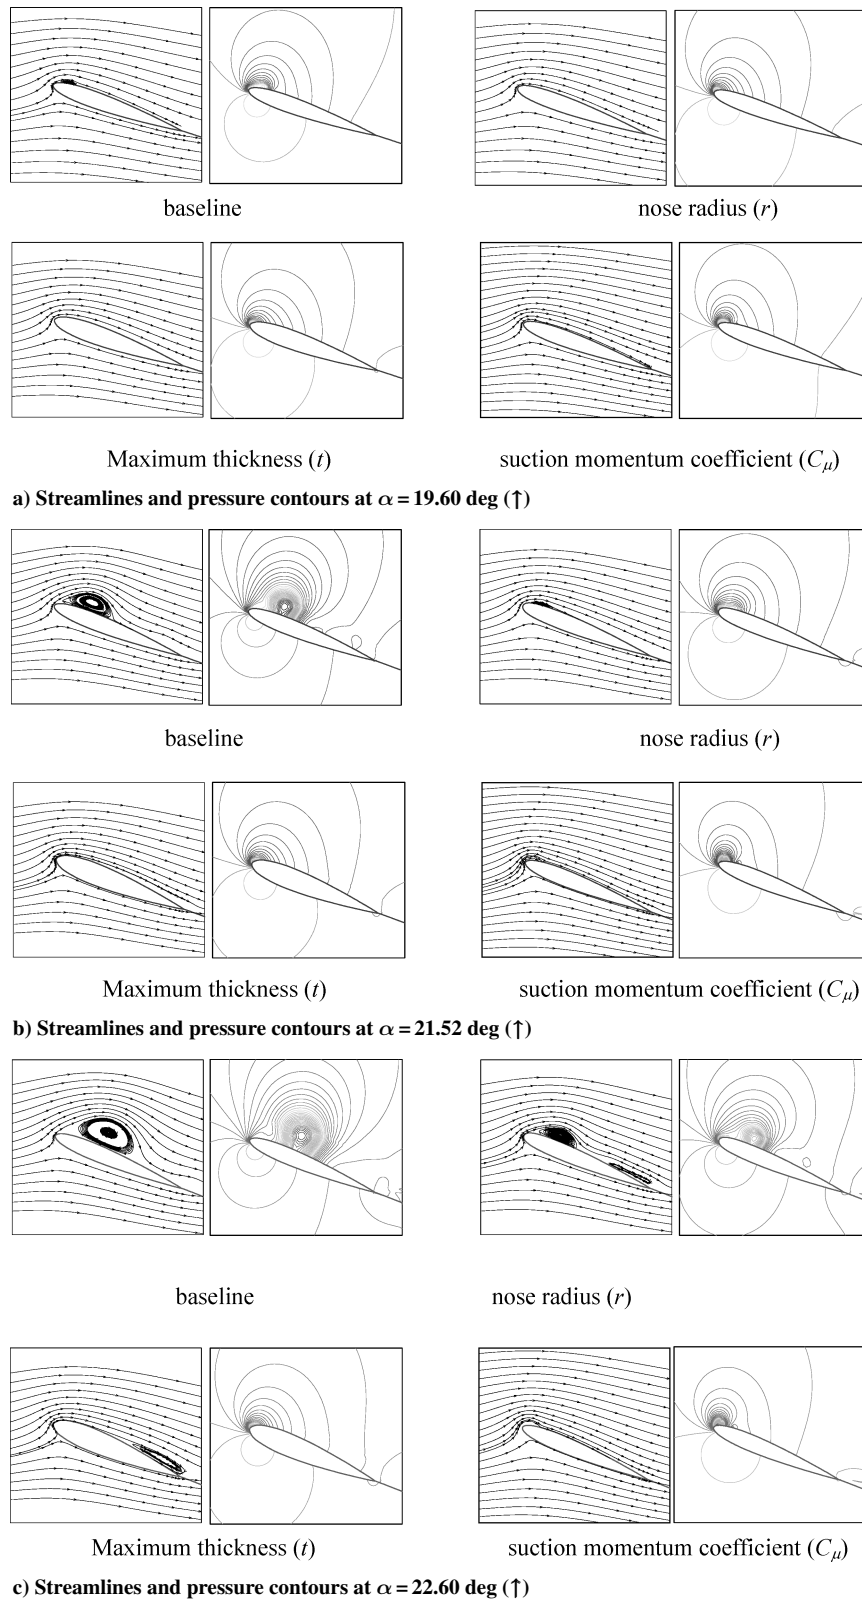 baseline
nose radius (r)
Maximum thickness (t)
suction momentum coefficient (Cμ)
a) Streamlines and pressure contours at α = 19.60 deg (↑)
baseline
nose radius (r)
Maximum thickness (t)
suction momentum coefficient (Cμ)
b) Streamlines and pressure contours at α = 21.52 deg (↑)
baseline
nose radius (r)
Maximum thickness (t)
suction momentum coefficient (Cμ)
c) Streamlines and pressure contours at α = 22.60 deg (↑)